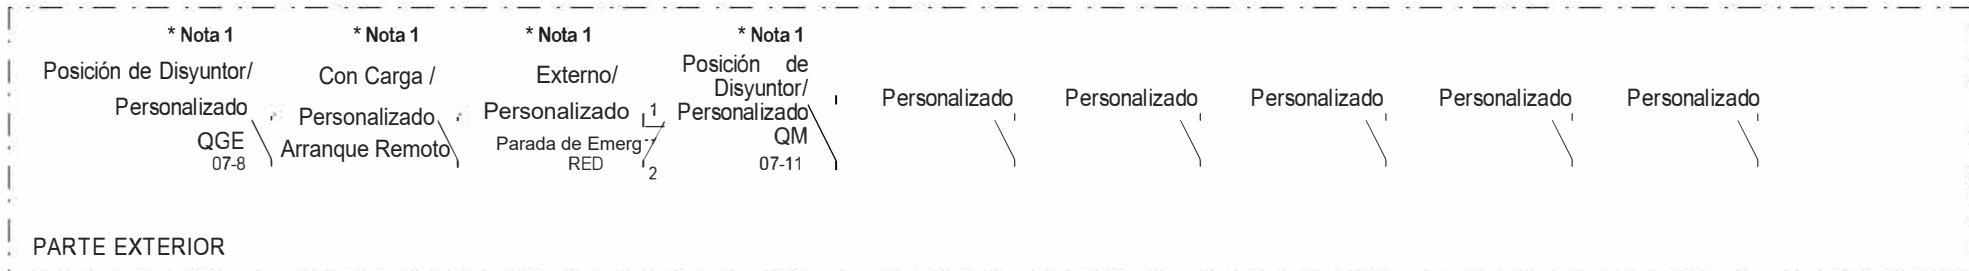 * Nota 1
Posición de Disyuntor/
Personalizado
QGE
07-8
* Nota 1
Con Carga /
Personalizado
Arranque Remoto
* Nota 1
Externo/
Personalizado
1
Parada de Emerg
RED
2
* Nota 1
Posición de
Disyuntor/
Personalizado
QM
07-11
Personalizado
Personalizado
Personalizado
Personalizado
Personalizado
PARTE EXTERIOR